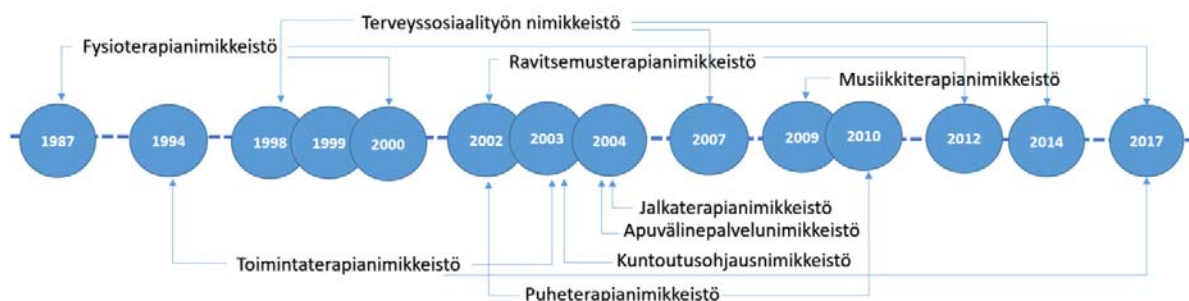 Terveyssosiaalityön nimikkeistö
Fysioterapianimikkeistö
Ravitsemusterapianimikkeistö
Musiikkiterapianimikkeistö
1987 1994 1998 1999 2000 2002 2003 2004 2007 2009 2010 2012 2014 2017
Jalkaterapianimikkeistö
Apuvälinepalvelunimikkeistö
Toimintaterapianimikkeistö Kuntoutusohjausnimikkeistö
Puheterapianimikkeistö